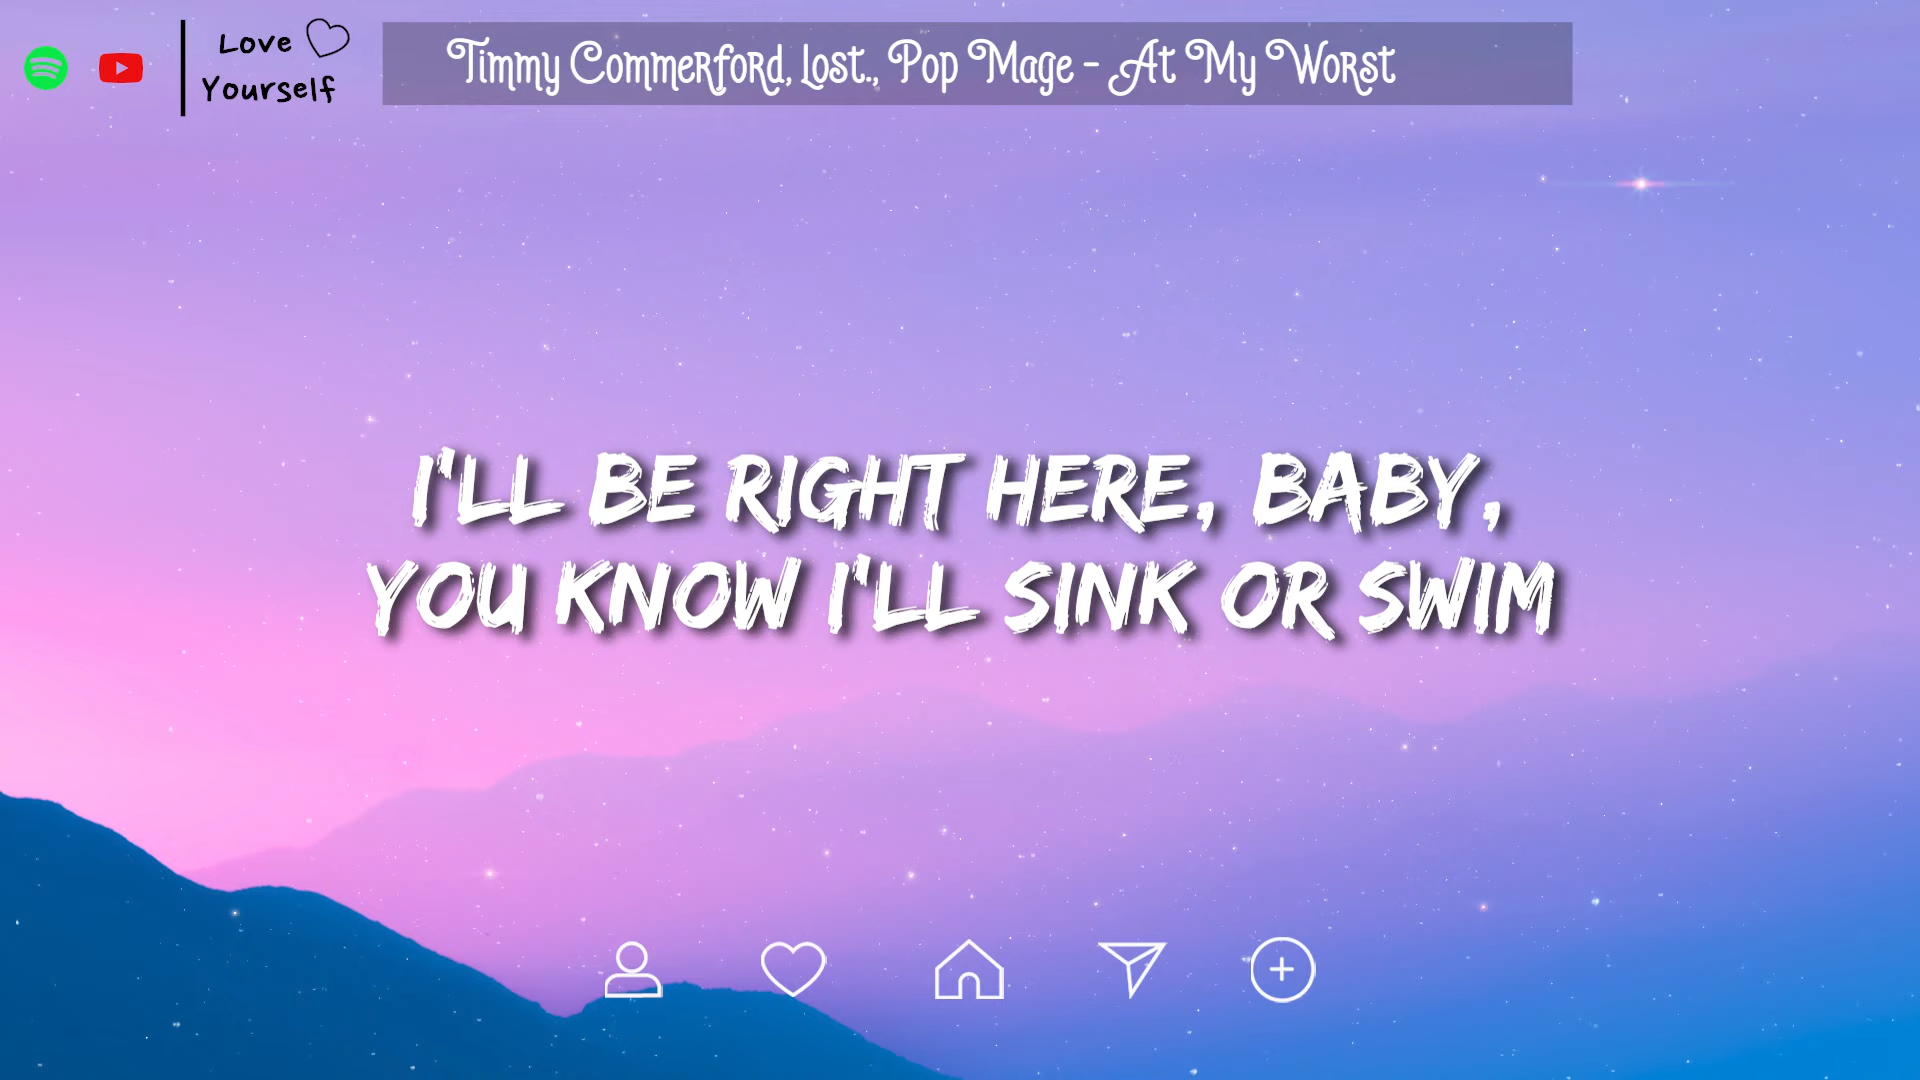 Love
Yourself
Timmy Commerford, Lost., Pop Mage - At My Worst
I'LL BE RIGHT HERE, BABY,
YOU KNOW I'LL SINK OR SWIM